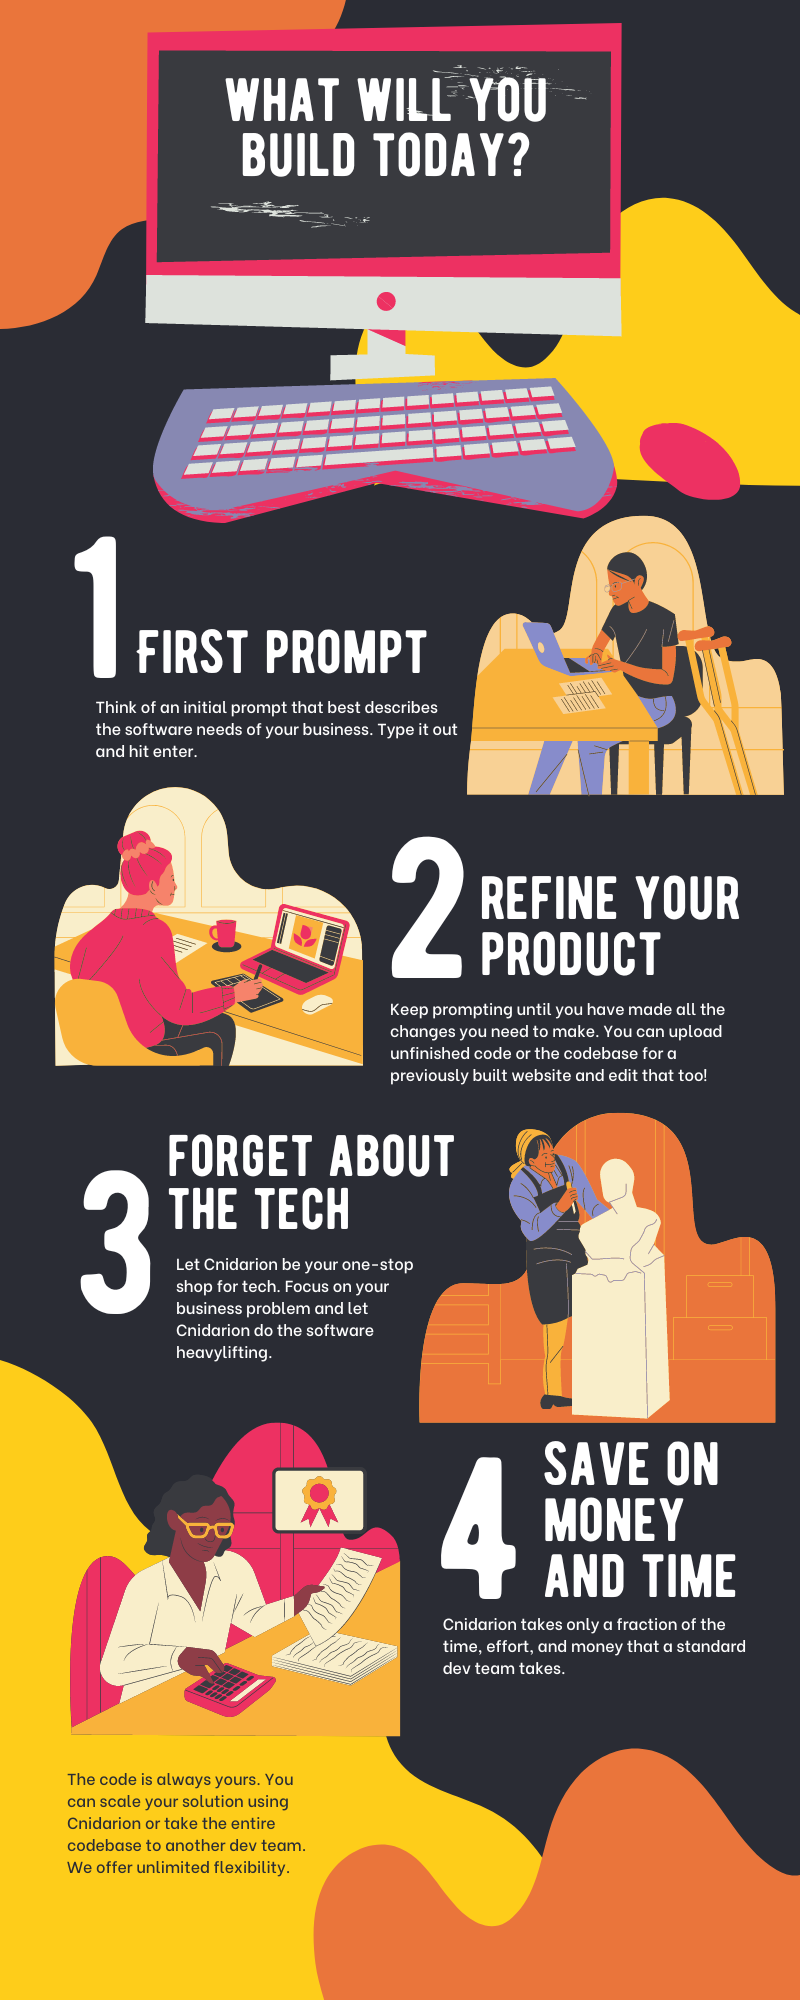 WHAT WILL YOU
BUILD TODAY?
1
FIRST PROMPT
Think of an initial prompt that best describes
the software needs of your business. Type it out
and hit enter.
2
REFINE YOUR
PRODUCT
Keep prompting until you have made all the
changes you need to make. You can upload
unfinished code or the codebase for a
previously built website and edit that too!
3
FORGET ABOUT
THE TECH
Let Cnidarion be your one-stop
shop for tech. Focus on your
business problem and let
Cnidarion do the software
heavylifting.
4
SAVE ON
MONEY
AND TIME
Cnidarion takes only a fraction of the
time, effort, and money that a standard
dev team takes.
The code is always yours. You
can scale your solution using
Cnidarion or take the entire
codebase to another dev team.
We offer unlimited flexibility.